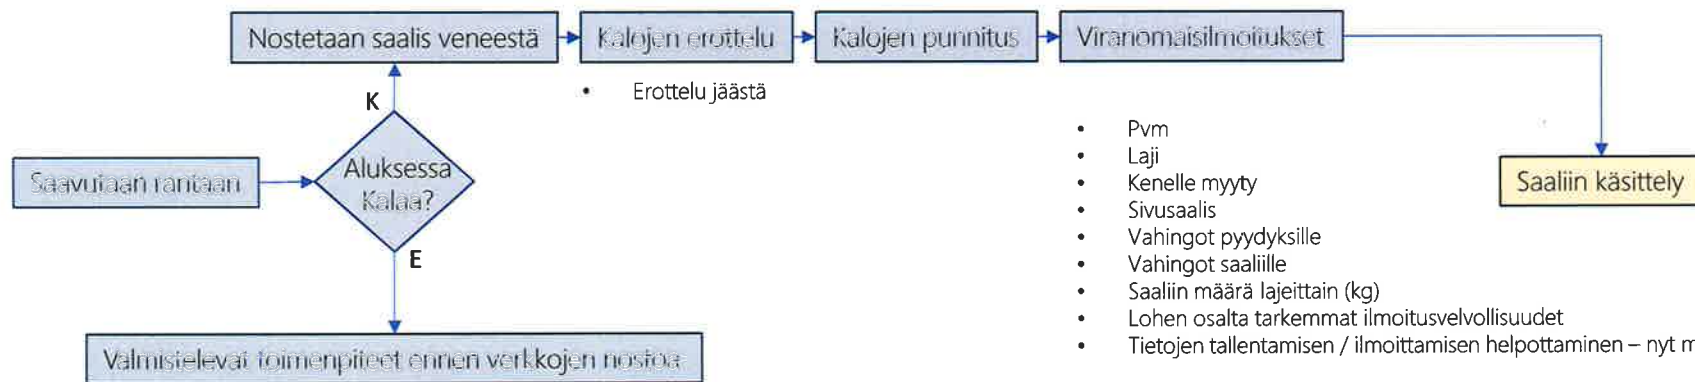 Nostetaan saalis veneestä
Kalojen erottelu
Kalojen punnitus
Viranomaisilmoitukset
• Erottelu jäästä
K
Saavutaan rantaan
Aluksessa
Kalaa?
E
Valmistelevat toimenpiteet ennen verkkojen nostoa
• Pvm
• Laji
• Kenelle myyty
• Sivusaalis
• Vahingot pyydyksille
• Vahingot saaliille
• Saaliin määrä lajeittain (kg)
• Lohen osalta tarkemmat ilmoitusvelvollisuudet
• Tietojen tallentamisen / ilmoittamisen helpottaminen – nyt
Saaliin käsittely